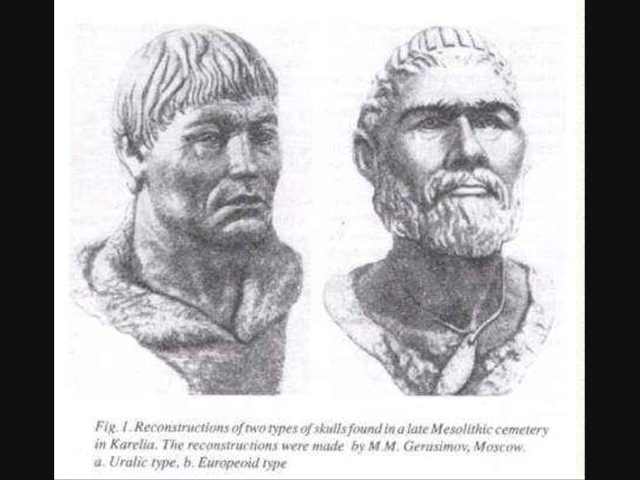 Fig. 1. Reconstructions of two types of skulls found in a late Mesolithic cemetery
in Karelia. The reconstructions were made by M.M. Gerasimov, Moscow.
a. Uralic type, b. Europeoid type